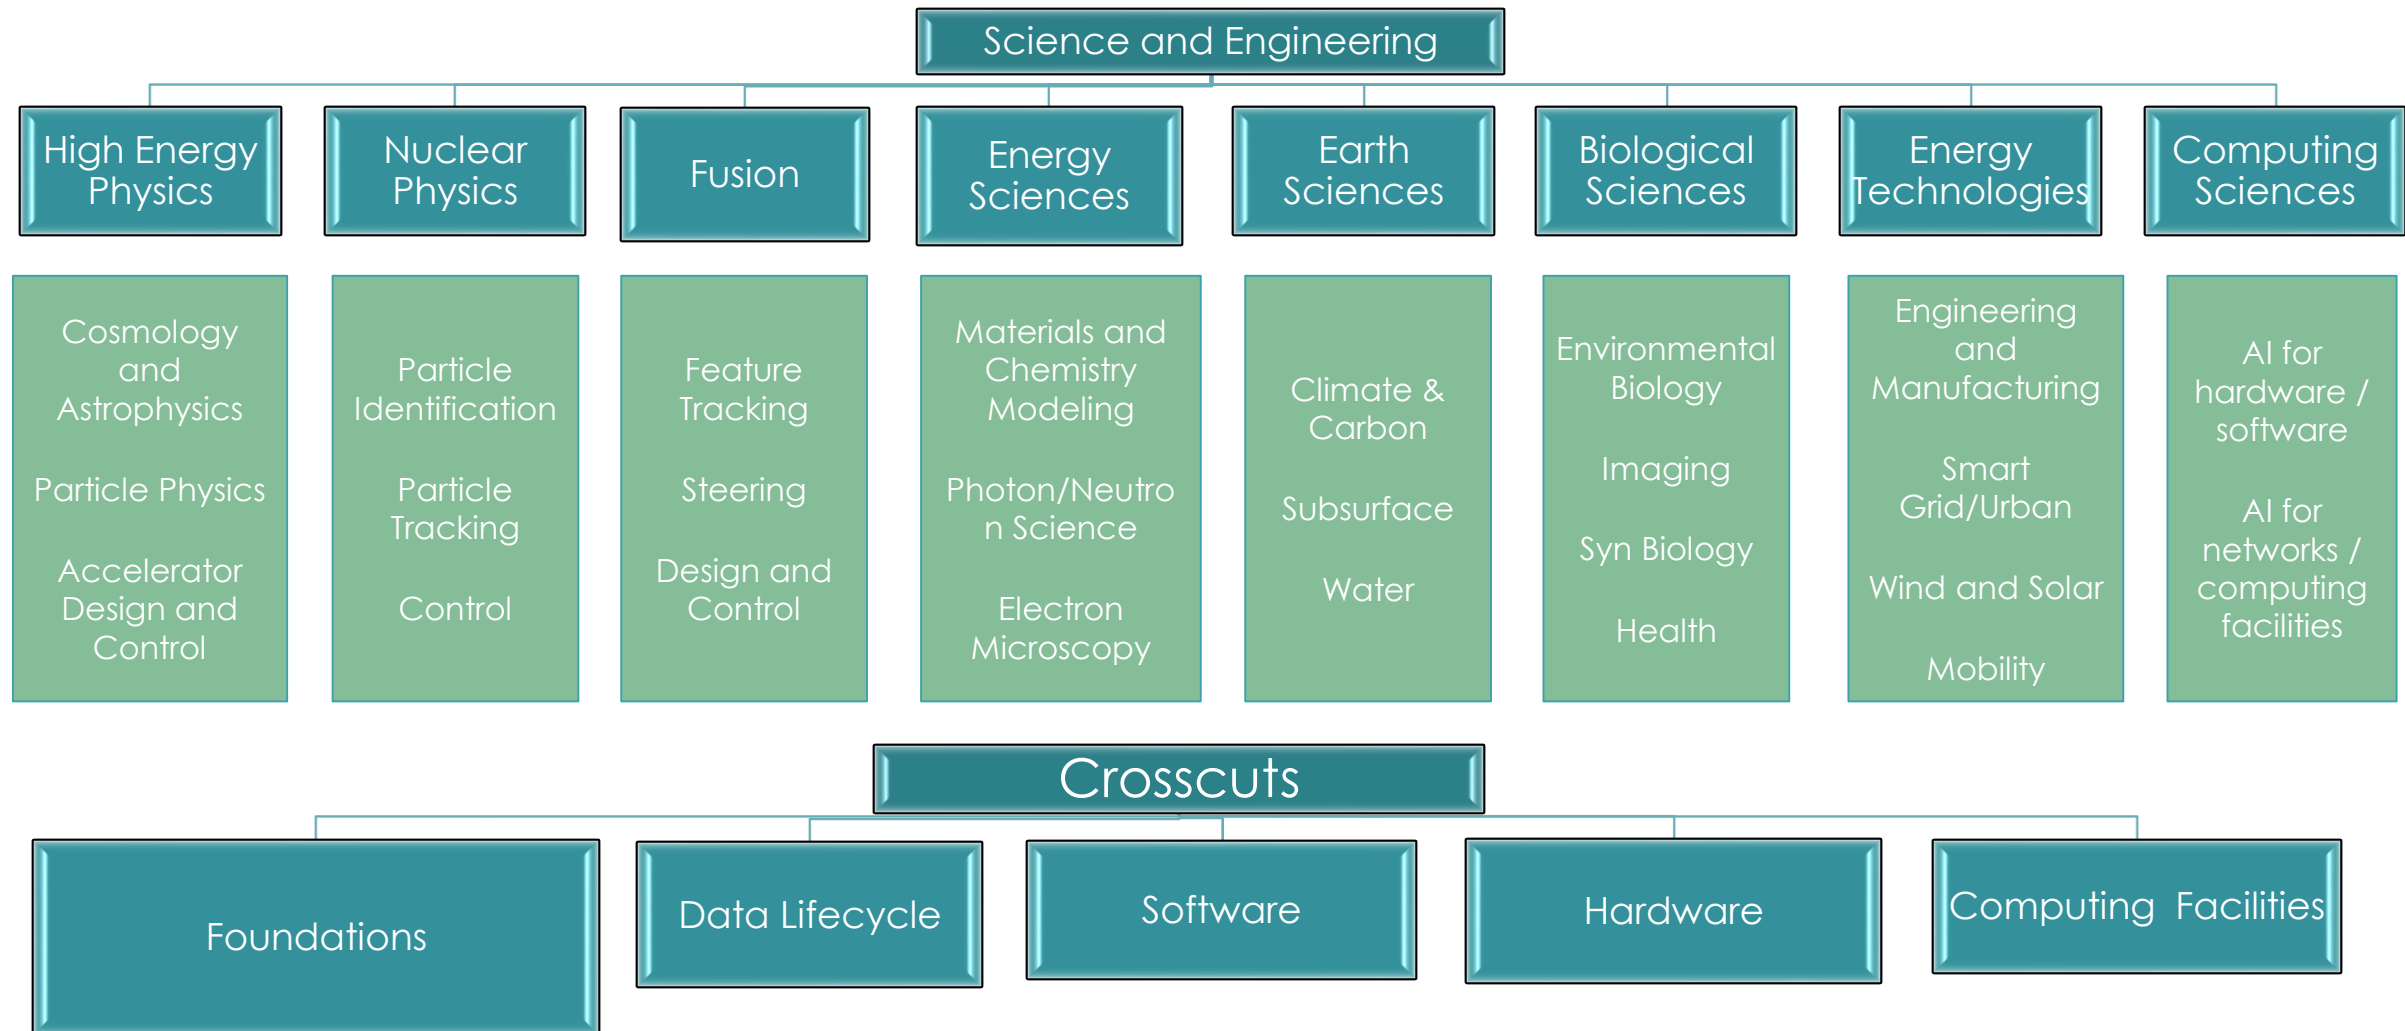 Science and Engineering
High Energy
Physics
Nuclear
Physics
Fusion
Energy
Sciences
Earth
Sciences
Biological
Sciences
Energy
Technologies
Computing
Sciences
Cosmology
and
Astrophysics
Particle Physics
Accelerator
Design and
Control
Particle
Identification
Particle
Tracking
Control
Feature
Tracking
Steering
Design and
Control
Materials and
Chemistry
Modeling
Photon/Neutro
n Science
Electron
Microscopy
Climate &
Carbon
Subsurface
Water
Environmental
Biology
Imaging
Syn Biology
Health
Engineering
and
Manufacturing
Smart
Grid/Urban
Wind and Solar
Mobility
AI for
hardware /
software
AI for
networks /
computing
facilities
Crosscuts
Foundations
Data Lifecycle
Software
Hardware
Computing  Facilities